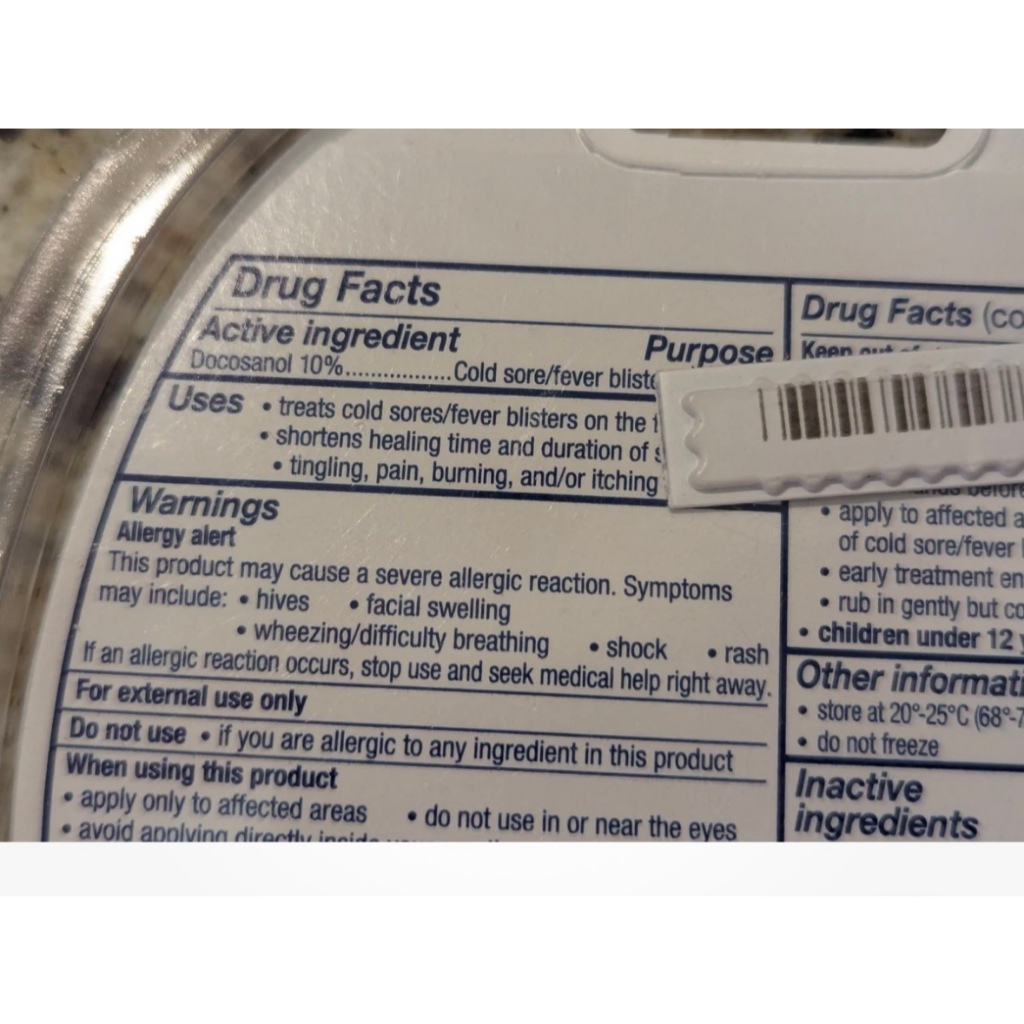 Drug Facts
Active ingredient Purpose
Docosanol 10%..................Cold sore/fever
Uses • treats cold sores/fever blisters on the
• shortens healing time and duration of
• tingling, pain, burning, and/or itching
Warnings
Allergy alert
This product may cause a severe allergic reaction. Symptoms
may include: • hives • facial swelling
• wheezing/difficulty breathing • shock • rash
If an allergic reaction occurs, stop use and seek medical help right away.
For external use only
Do not use • if you are allergic to any ingredient in this product
When using this product
• apply only to affected areas • do not use in or near the eyes
• avoid applying directly
Drug Facts
Keep
• apply to affected
of cold sore/fever
• early treatment
• rub in gently but
• children under 12
Other
• store at 20°-25°C
• do not freeze
Inactive
ingredients